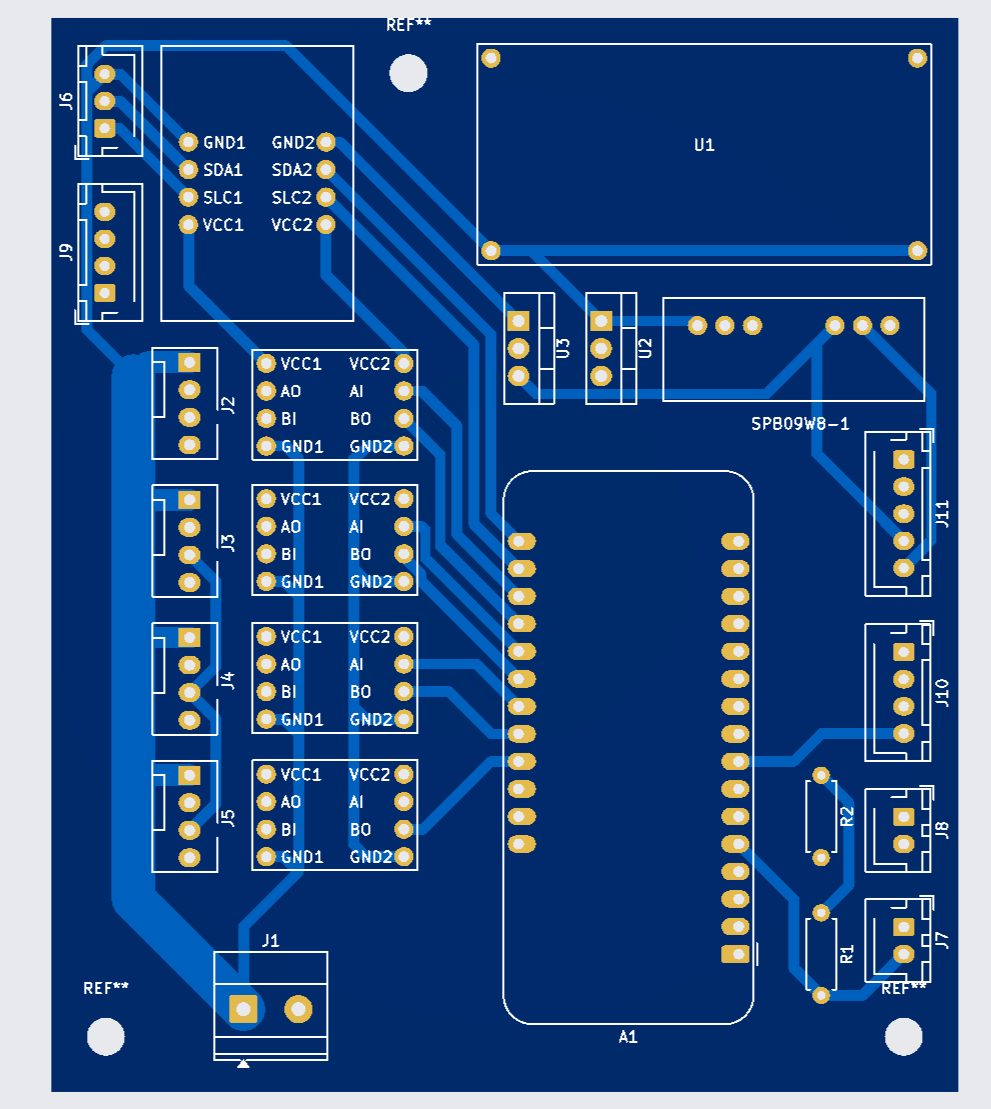 REF**
J6
GND1 GND2
SDA1 SDA2
SLC1 SLC2
VCC1 VCC2
U1
J9
U3
U2
SPB09W8-1
J2
VCC1 VCC2
AO AI
BI BO
GND1 GND2
J3
VCC1 VCC2
AO AI
BI BO
GND1 GND2
J11
J4
VCC1 VCC2
AO AI
BI BO
GND1 GND2
J10
J5
VCC1 VCC2
AO AI
BI BO
GND1 GND2
R2
J8
J1
R1
J7
REF**
REF**
A1